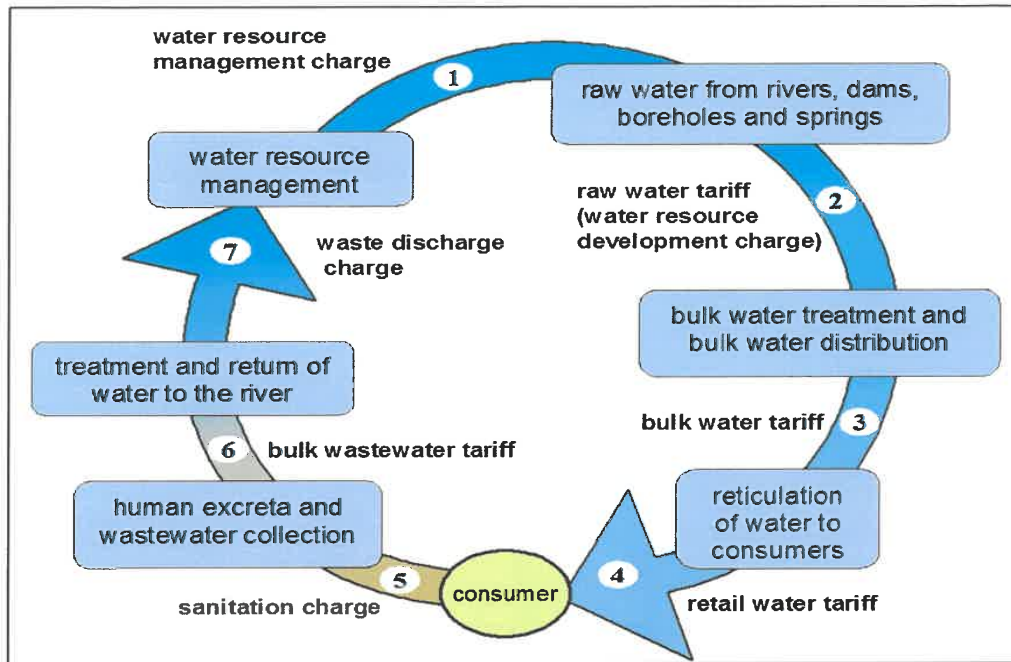 water resource
management charge
1
raw water from rivers, dams,
boreholes and springs
water resource
management
raw water tariff
(water resource
development charge)
2
7
waste discharge
charge
bulk water treatment and
bulk water distribution
treatment and return of
water to the river
bulk water tariff
3
6
bulk wastewater tariff
reticulation
of water to
consumers
human excreta and
wastewater collection
4
retail water tariff
consumer
5
sanitation charge